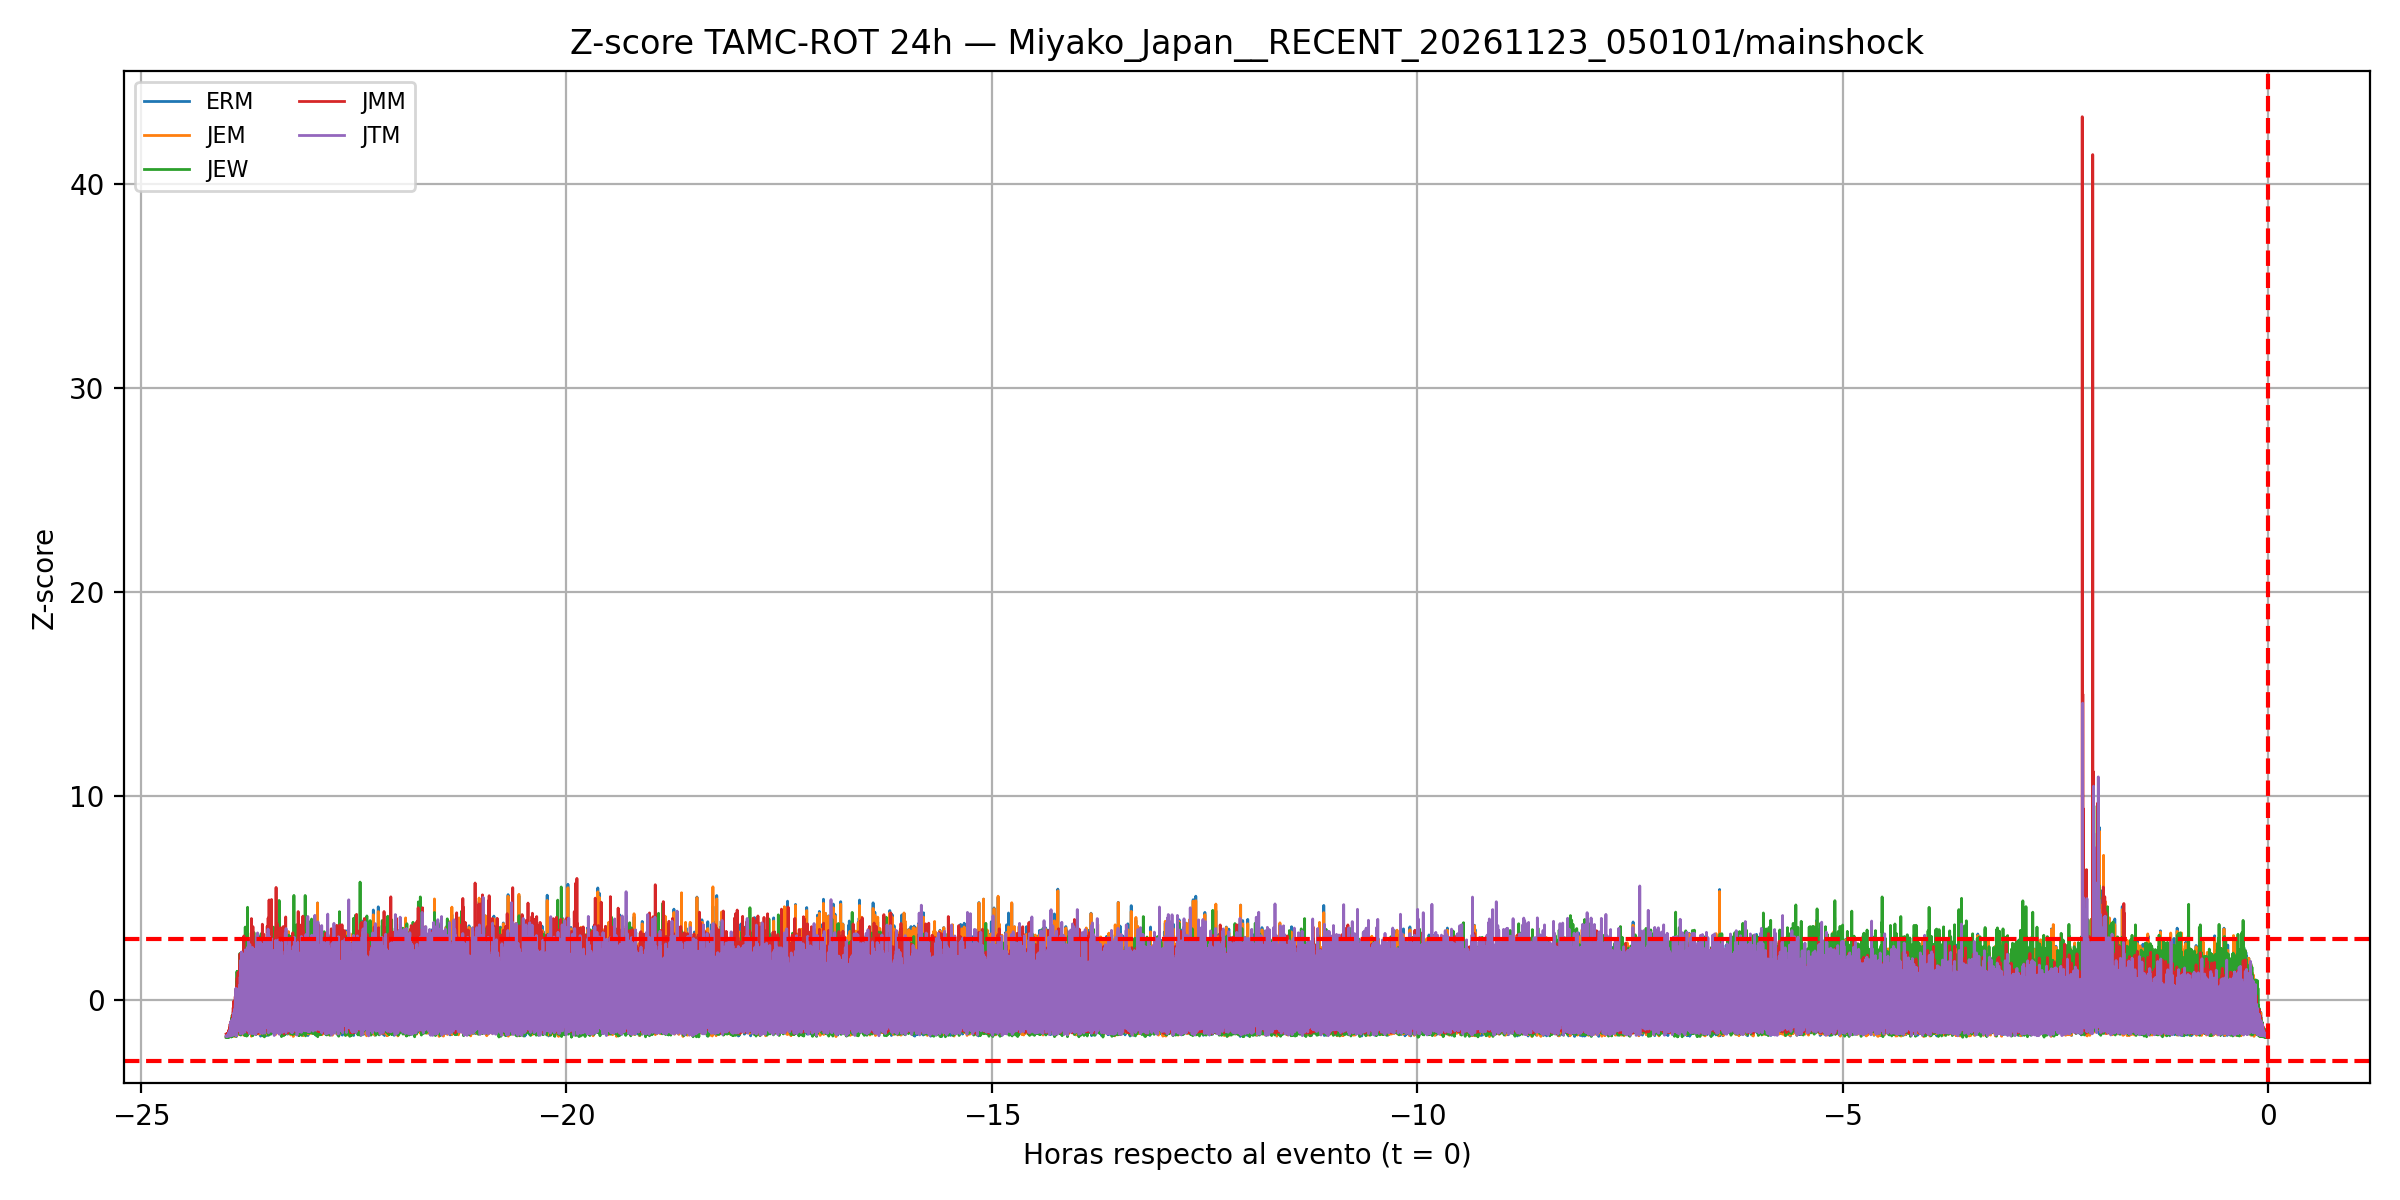 Z-score TAMC-ROT 24h — Miyako_Japan__RECENT_20261123_050101/mainshock
ERM
JEM
JEW
JMM
JTM
Z-score
40
30
20
10
0
−25
−20
−15
−10
−5
0
Horas respecto al evento (t = 0)